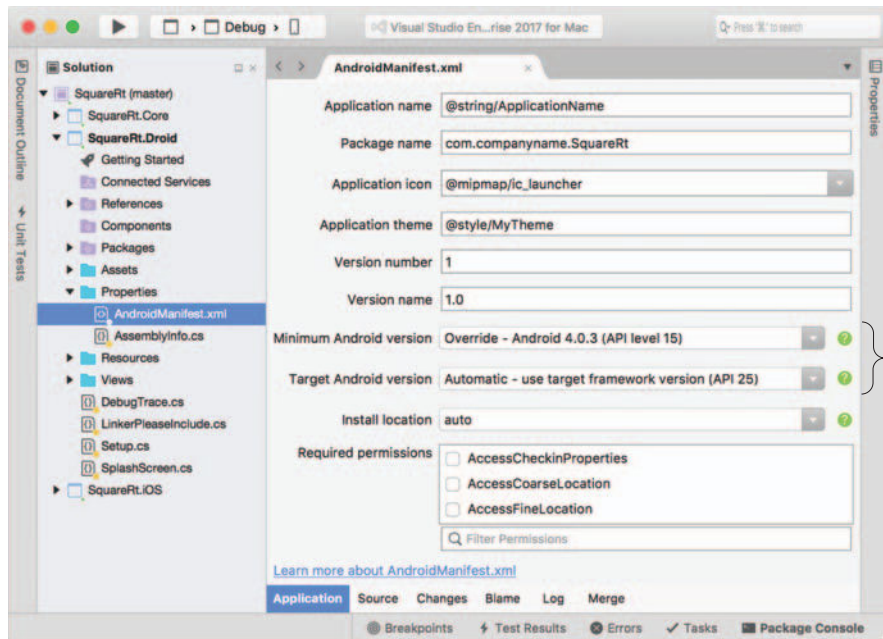 Debug
Visual Studio En...rise 2017 for Mac
Press '⌘.' to search
Document Outline
Unit Tests
Solution
SquareRt (master)
SquareRt.Core
SquareRt.Droid
Getting Started
Connected Services
References
Components
Packages
Assets
Properties
AndroidManifest.xml
AssemblyInfo.cs
Resources
Views
DebugTrace.cs
LinkerPleaseInclude.cs
Setup.cs
SplashScreen.cs
SquareRt.iOS
AndroidManifest.xml
Application name @string/ApplicationName
Package name com.companyname.SquareRt
Application icon @mipmap/ic_launcher
Application theme @style/MyTheme
Version number 1
Version name 1.0
Minimum Android version Override - Android 4.0.3 (API level 15)
Target Android version Automatic - use target framework version (API 25)
Install location auto
Required permissions
AccessCheckinProperties
AccessCoarseLocation
AccessFineLocation
Filter Permissions
Learn more about AndroidManifest.xml
Application Source Changes Blame Log Merge
Properties
Breakpoints Test Results Errors Tasks Package Console